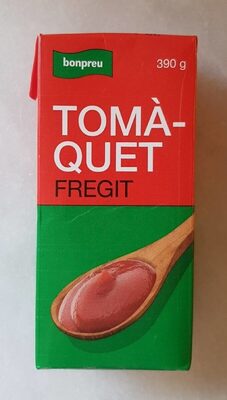 bonpreu
390 g
TOMÀ-
QUET
FREGIT